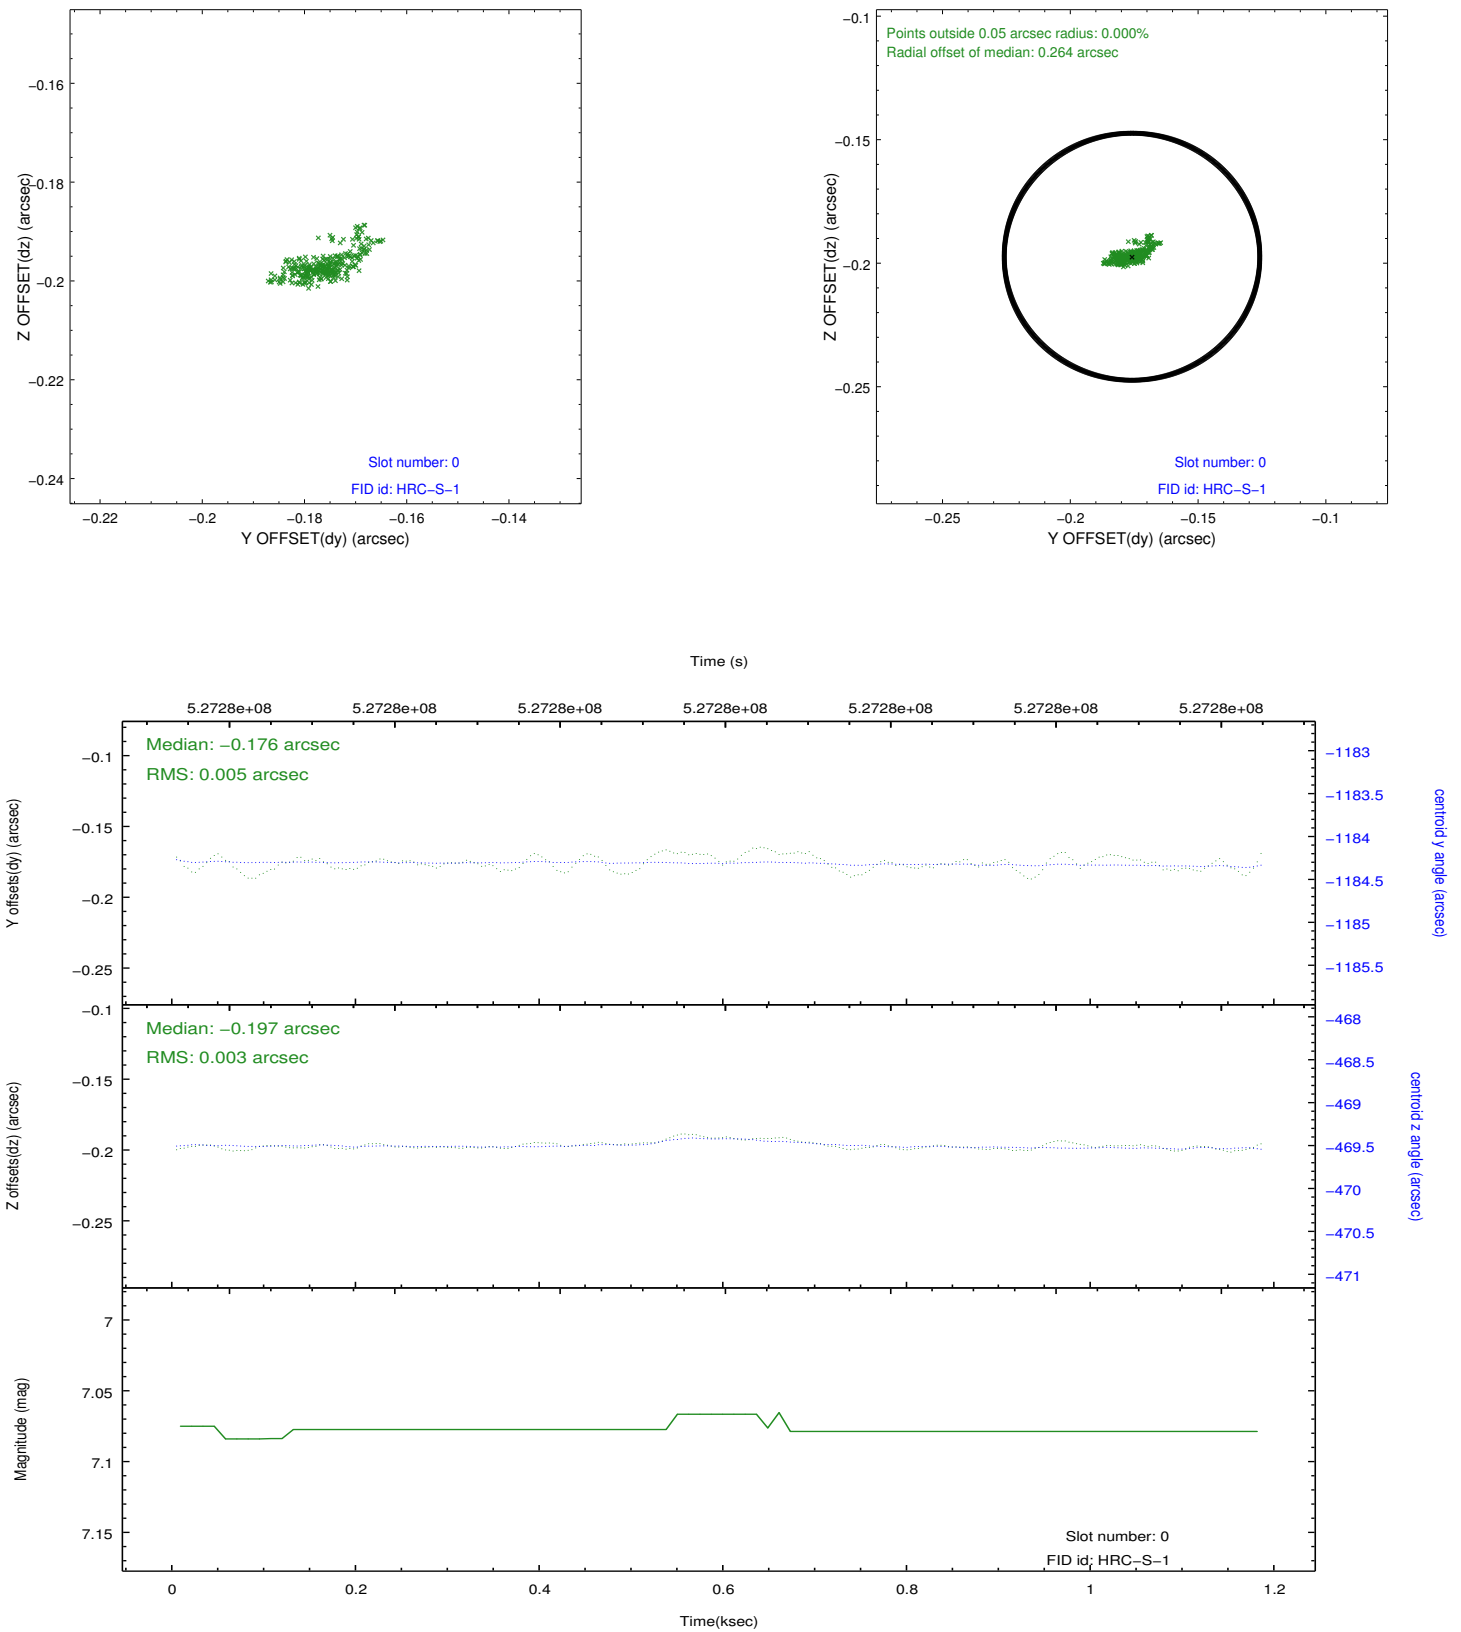 −0.16
−0.18
−0.2
−0.22
−0.24
Z OFFSET(dz) (arcsec)
Slot number: 0
FID id: HRC−S−1
−0.22 −0.2 −0.18 −0.16 −0.14
Y OFFSET(dy) (arcsec)
Points outside 0.05 arcsec radius: 0.000%
Radial offset of median: 0.264 arcsec
−0.1
−0.15
−0.2
−0.25
Z OFFSET(dz) (arcsec)
Slot number: 0
FID id: HRC−S−1
−0.25 −0.2 −0.15 −0.1
Y OFFSET(dy) (arcsec)
Time (s)
5.2728e+08 5.2728e+08 5.2728e+08 5.2728e+08 5.2728e+08 5.2728e+08 5.2728e+08
Median: −0.176 arcsec
RMS: 0.005 arcsec
−0.1
−0.15
−0.2
−0.25
Y offsets(dy) (arcsec)
−1183
−1183.5
−1184
−1184.5
−1185
−1185.5
centroid y angle (arcsec)
Median: −0.197 arcsec
RMS: 0.003 arcsec
−0.1
−0.15
−0.2
−0.25
Z offsets(dz) (arcsec)
−468
−468.5
−469
−469.5
−470
−470.5
−471
centroid z angle (arcsec)
7
7.05
7.1
7.15
Magnitude (mag)
Slot number: 0
FID id: HRC−S−1
0 0.2 0.4 0.6 0.8 1 1.2
Time(ksec)